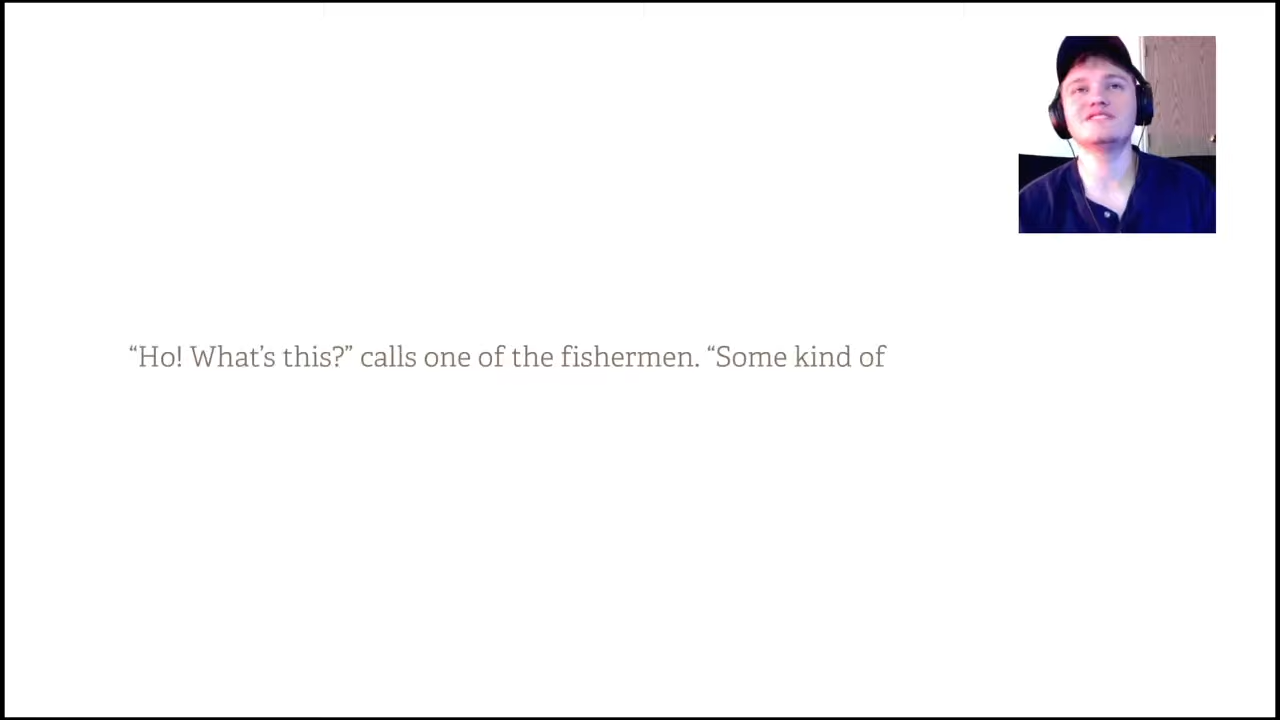 “Ho! What’s this?” calls one of the fishermen. “Some kind of